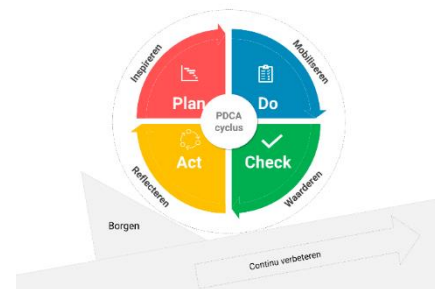 Inspireren
Mobiliseren
Plan
Do
PDCA
cyclus
Act
Check
Reflecteren
Waarderen
Borgen
Continu verbeteren